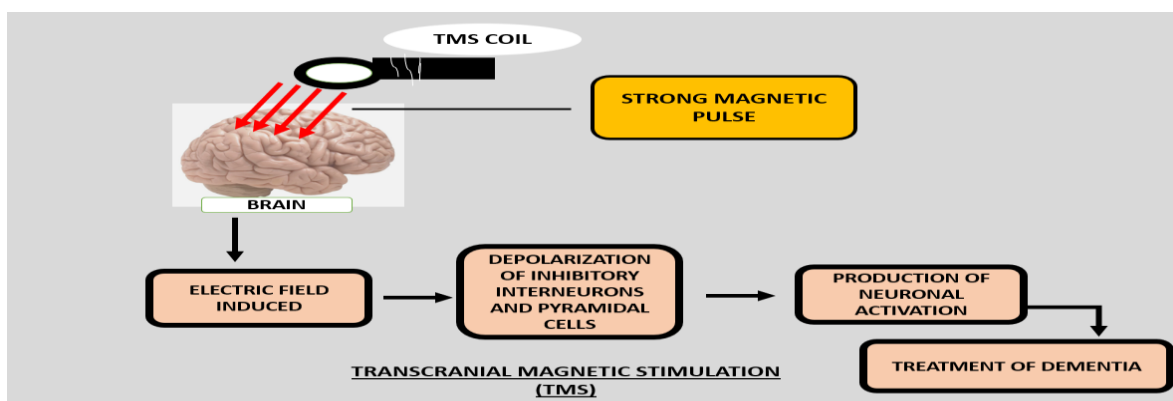 TMS COIL
STRONG MAGNETIC
PULSE
BRAIN
ELECTRIC FIELD
INDUCED
DEPOLARIZATION
OF INHIBITORY
INTERNEURONS
AND PYRAMIDAL
CELLS
PRODUCTION OF
NEURONAL
ACTIVATION
TREATMENT OF DEMENTIA
TRANSCRANIAL MAGNETIC STIMULATION
(TMS)